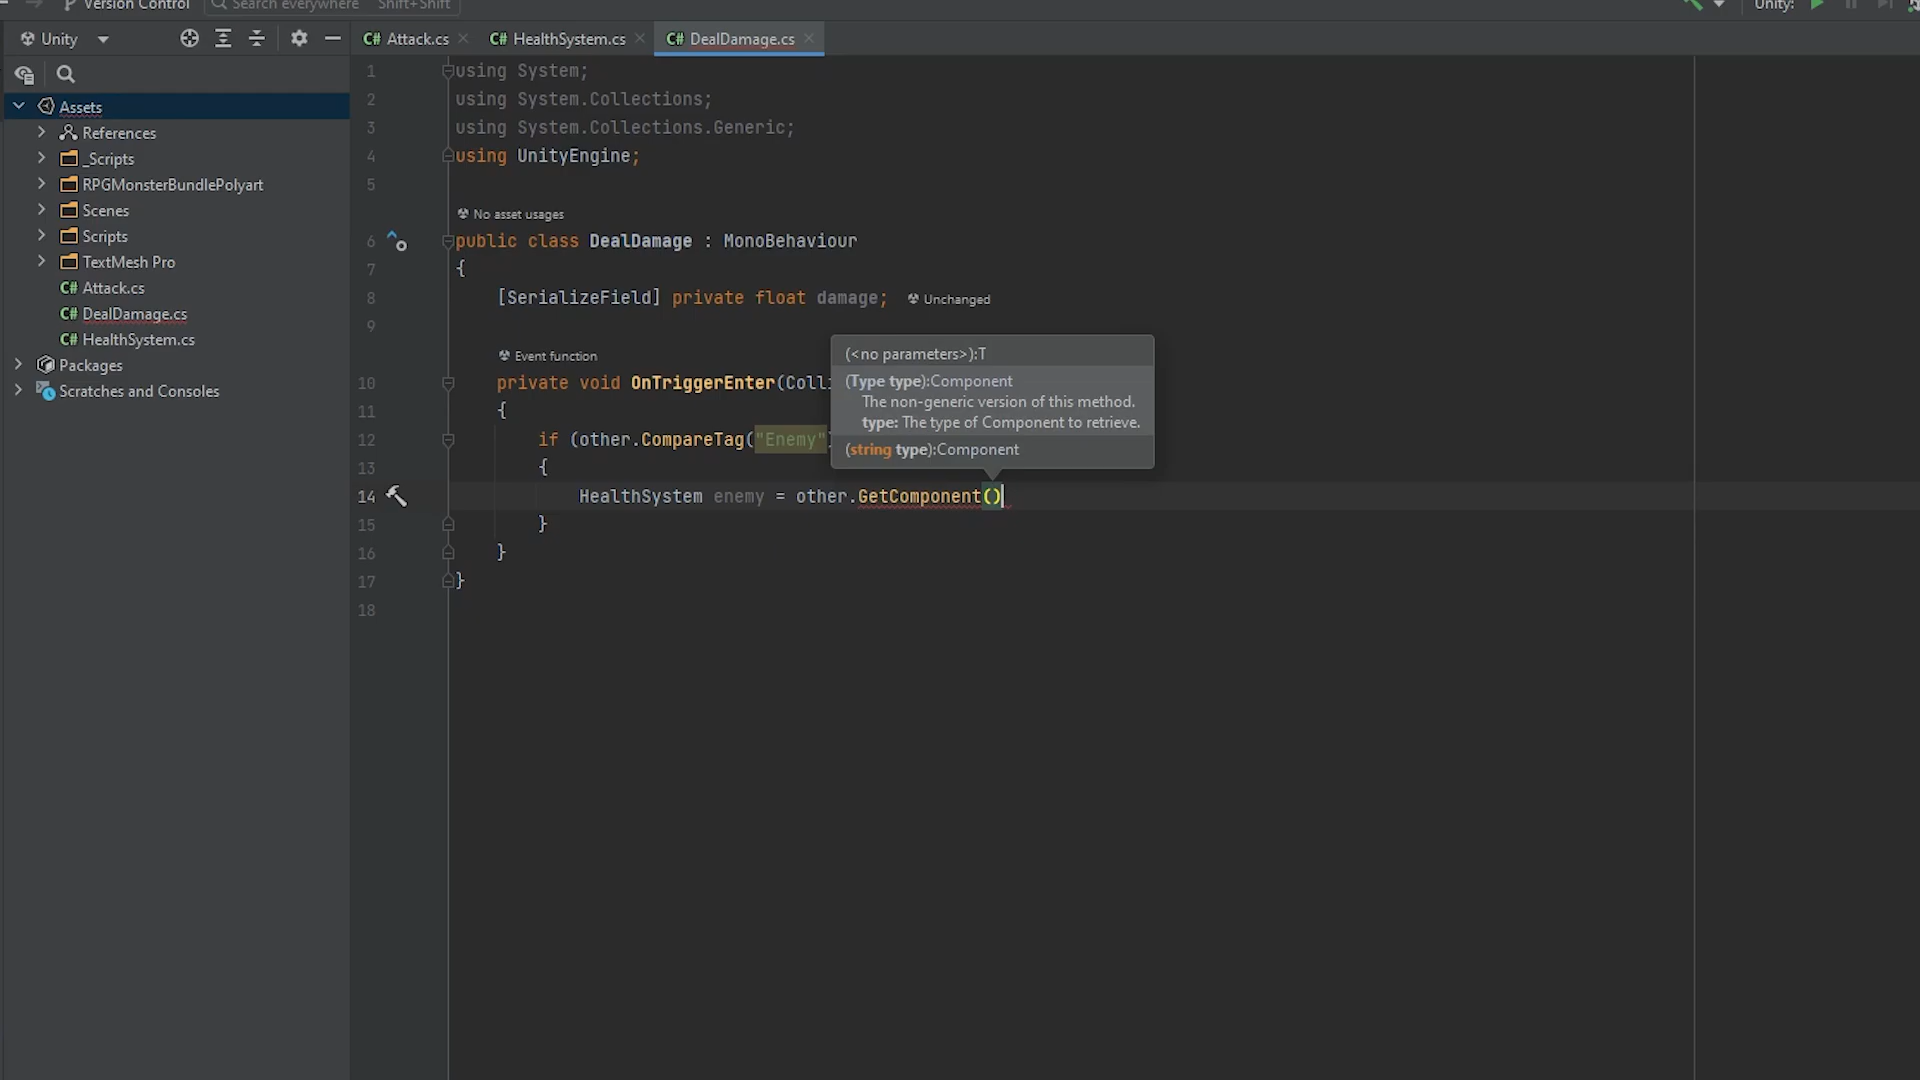 Version Control Search everywhere Shift+Shift Unity:
Unity C# Attack.cs C# HealthSystem.cs C# DealDamage.cs
Assets
References
_Scripts
RPGMonsterBundlePolyart
Scenes
Scripts
TextMesh Pro
C# Attack.cs
C# DealDamage.cs
C# HealthSystem.cs
Packages
Scratches and Consoles
1 using System;
2 using System.Collections;
3 using System.Collections.Generic;
4 using UnityEngine;
5
No asset usages
6 public class DealDamage : MonoBehaviour
7 {
8 [SerializeField] private float damage; Unchanged
9
Event function
10 private void OnTriggerEnter(Colli
11 {
12 if (other.CompareTag("Enemy")
13 {
14 HealthSystem enemy = other.GetComponent()
15 }
16 }
17 }
18
(<no parameters>):T
(Type type):Component
The non-generic version of this method.
type: The type of Component to retrieve.
(string type):Component